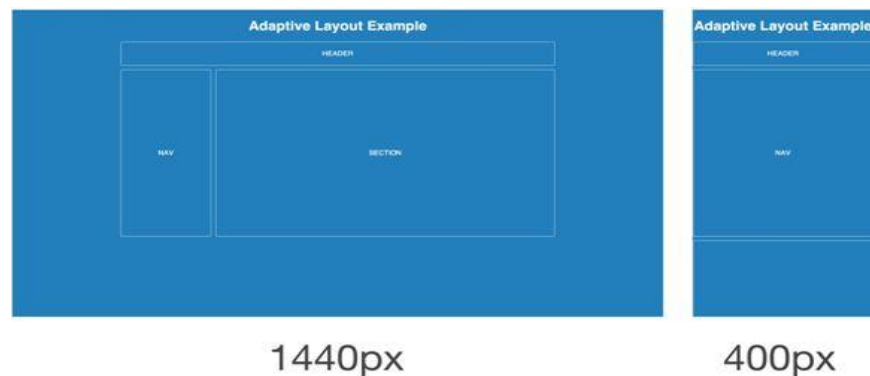 Adaptive Layout Example
HEADER
NAV
SECTION
1440px
Adaptive Layout Example
HEADER
NAV
400px